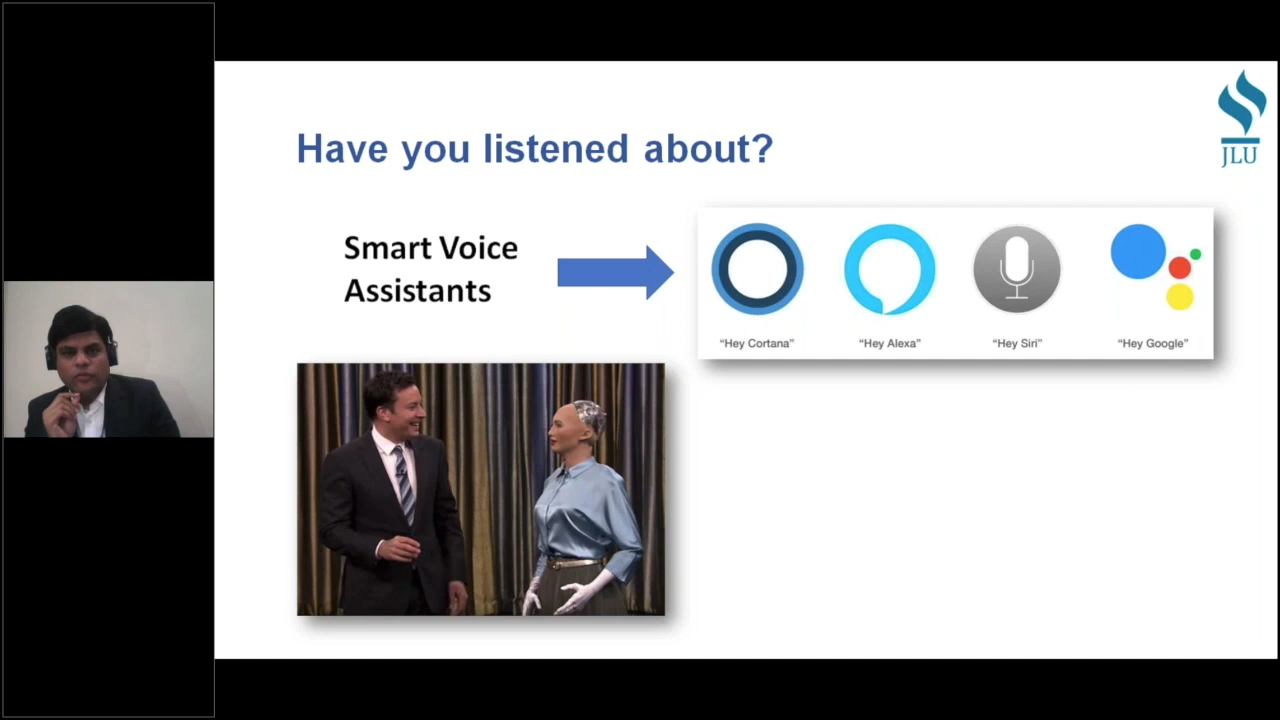 JLU
Have you listened about?
Smart Voice
Assistants
“Hey Cortana”
“Hey Alexa”
“Hey Siri”
“Hey Google”